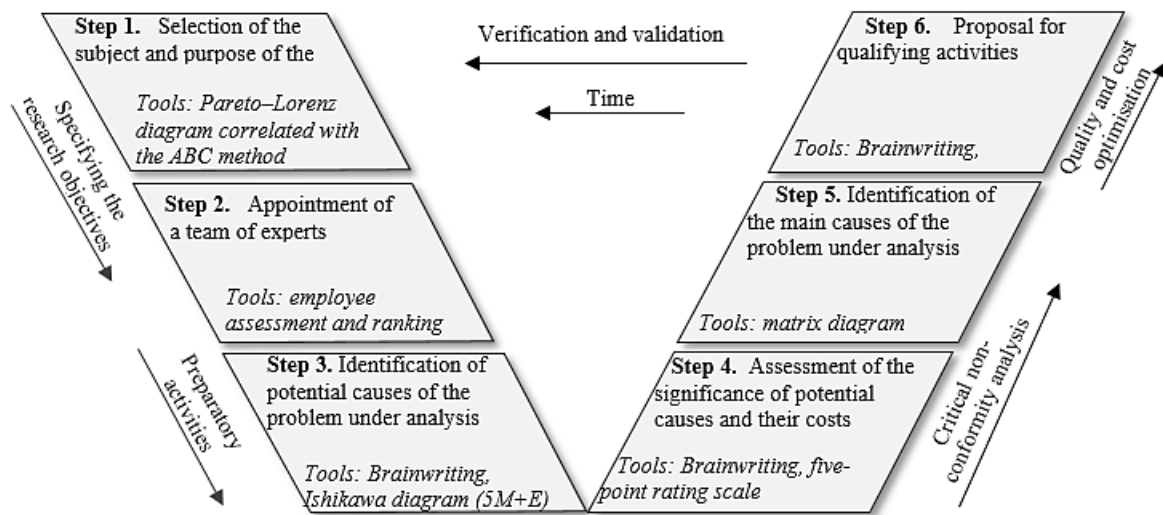 Step 1. Selection of the
subject and purpose of the
Tools: Pareto–Lorenz
diagram correlated with
the ABC method
Specifying the
research objectives
Step 2. Appointment of
a team of experts
Tools: employee
assessment and ranking
Preparatory
activities
Step 3. Identification of
potential causes of the
problem under analysis
Tools: Brainwriting,
Ishikawa diagram (5M+E)
Verification and validation
Time
Step 4. Assessment of the
significance of potential
causes and their costs
Tools: Brainwriting, five-
point rating scale
Critical non-
conformity analysis
Step 5. Identification of
the main causes of the
problem under analysis
Tools: matrix diagram
Step 6. Proposal for
qualifying activities
Tools: Brainwriting,
Quality and cost
optimisation